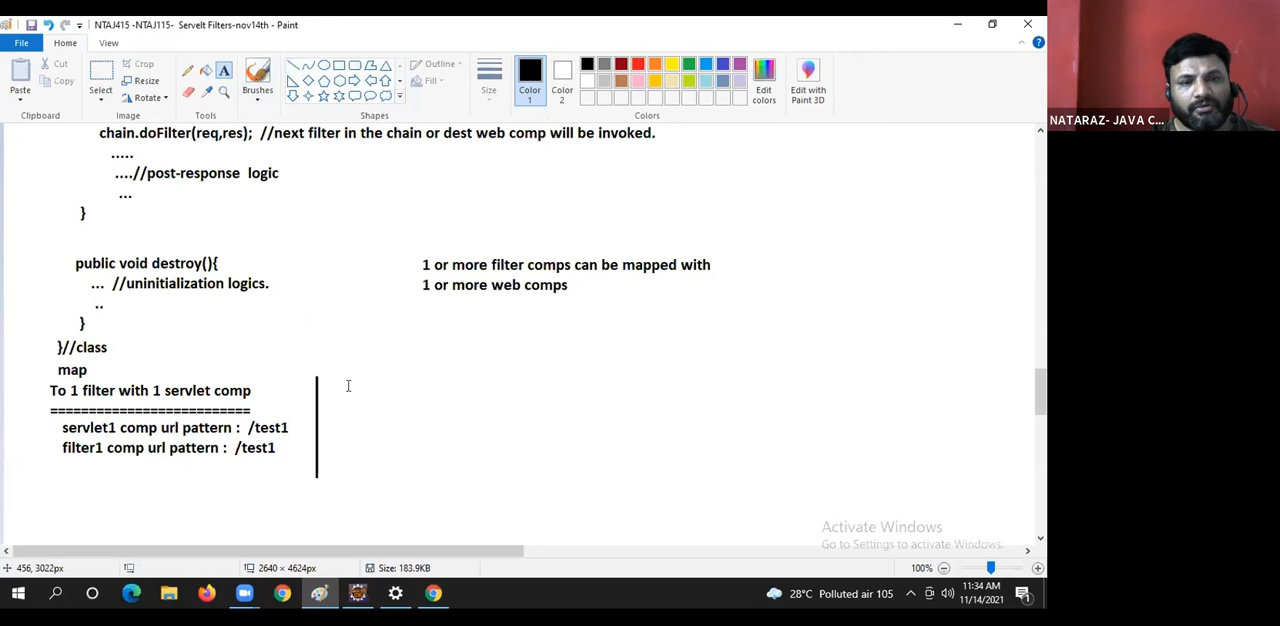 NTAJ415 -NTAJ115- Servelt Filters-nov14th - Paint
File
Home
View
Paste
Cut
Copy
Clipboard
Select
Crop
Resize
Rotate
Image
Tools
Brushes
Shapes
Outline
Fill
Size
Color 1
Color 2
Edit colors
Colors
Edit with Paint 3D
NATARAZ- JAVA C...
chain.doFilter(req,res); //next filter in the chain or dest web comp will be invoked.
.....
....//post-response logic
...
}
public void destroy(){
... //uninitialization logics.
..
}
}//class
1 or more filter comps can be mapped with
1 or more web comps
map
To 1 filter with 1 servlet comp
==========================
servlet1 comp url pattern : /test1
filter1 comp url pattern : /test1
Activate Windows
Go to Settings to activate Windows.
456, 3022px
2640 × 4624px
Size: 183.9KB
100%
28°C Polluted air 105
11:34 AM
11/14/2021
1